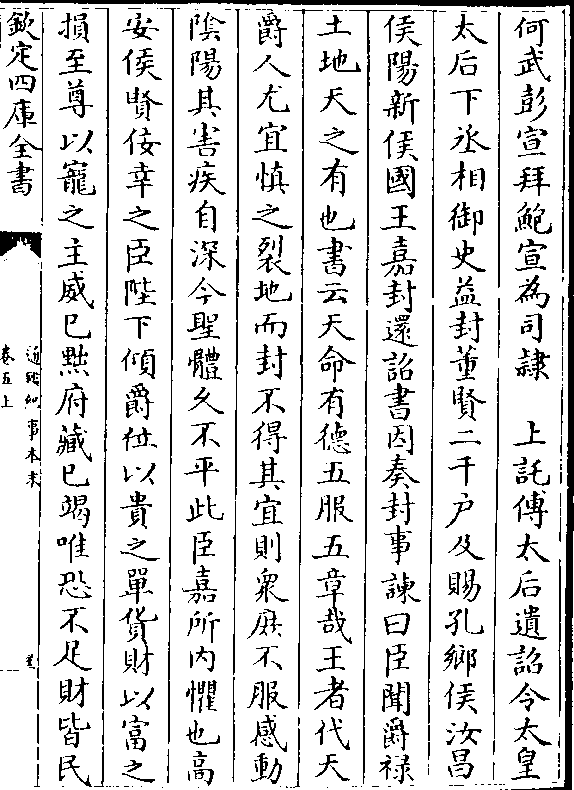 何武彭宣拜鮑宣為司隷　上託傅太后遺詔令太皇
太后下丞相御史益封董賢二千戶及賜孔鄉侯汝昌
侯陽新侯國王嘉封還詔書因奏封事諫曰臣聞爵祿
土地天之有也書云天命有德五服五章哉王者代天
爵人尤宜慎之裂地而封不得其宜則衆庶不服感動
隂陽其害疾自深今聖體久不平此臣嘉所内懼也高
安侯賢佞幸之臣陛下傾爵位以貴之單貨財以富之
損至尊以寵之主威已黜府藏已竭唯恐不足財皆民
欽定四庫全書
通鑑紀事本末
卷五上